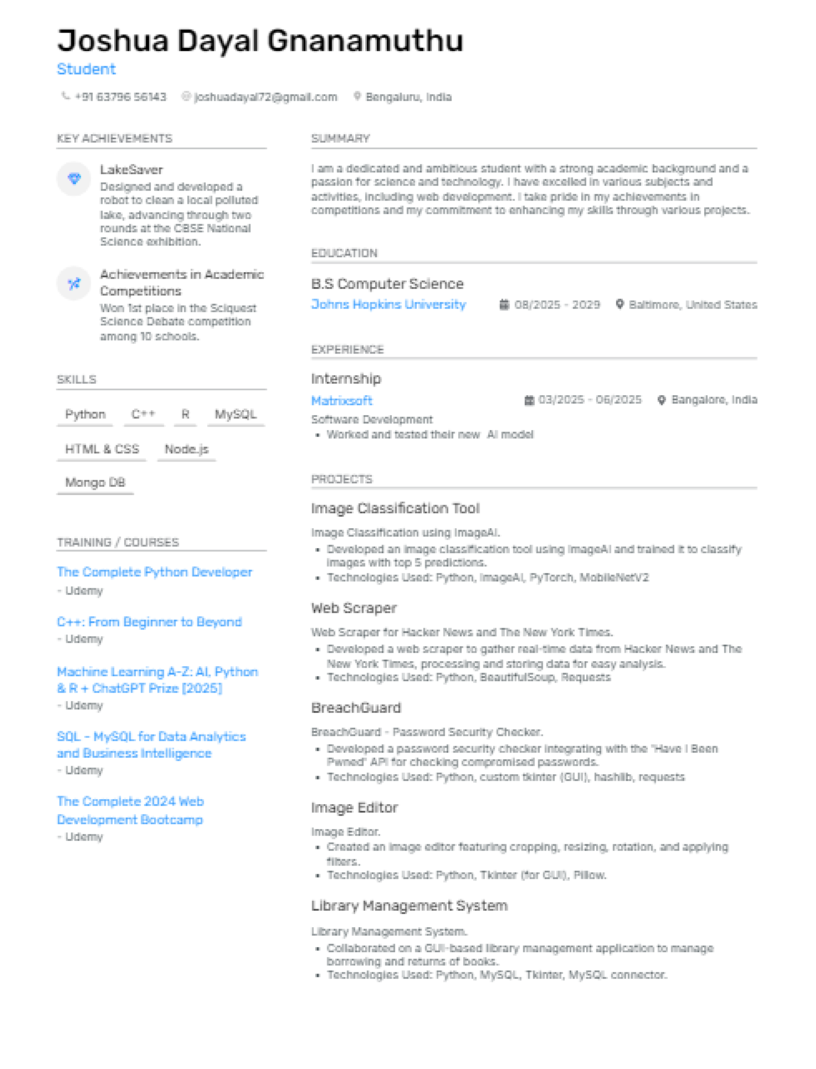 Joshua Dayal Gnanamuthu
Student
+91 63796 56143 joshuadayal72@gmail.com Bengaluru, India
KEY ACHIEVEMENTS
LakeSaver
Designed and developed a
robot to clean a local polluted
lake, advancing through two
rounds at the CBSE National
Science exhibition.
Achievements in Academic
Competitions
Won 1st place in the Sciquest
Science Debate competition
among 10 schools.
SKILLS
Python C++ R MySQL
HTML & CSS Node.js
Mongo DB
TRAINING / COURSES
The Complete Python Developer
- Udemy
C++: From Beginner to Beyond
- Udemy
Machine Learning A-Z: AI, Python
& R + ChatGPT Prize [2025]
- Udemy
SQL - MySQL for Data Analytics
and Business Intelligence
- Udemy
The Complete 2024 Web
Development Bootcamp
- Udemy
SUMMARY
I am a dedicated and ambitious student with a strong academic background and a
passion for science and technology. I have excelled in various subjects and
activities, including web development. I take pride in my achievements in
competitions and my commitment to enhancing my skills through various projects.
EDUCATION
B.S Computer Science
Johns Hopkins University 08/2025 - 2029 Baltimore, United States
EXPERIENCE
Internship
Matrixsoft 03/2025 - 06/2025 Bangalore, India
Software Development
• Worked and tested their new AI model
PROJECTS
Image Classification Tool
Image Classification using ImageAI.
• Developed an image classification tool using ImageAI and trained it to classify
images with top 5 predictions.
• Technologies Used: Python, ImageAI, PyTorch, MobileNetV2
Web Scraper
Web Scraper for Hacker News and The New York Times.
• Developed a web scraper to gather real-time data from Hacker News and The
New York Times, processing and storing data for easy analysis.
• Technologies Used: Python, BeautifulSoup, Requests
BreachGuard
BreachGuard - Password Security Checker.
• Developed a password security checker integrating with the "Have I Been
Pwned' API for checking compromised passwords.
• Technologies Used: Python, custom tkinter (GUI), hashlib, requests
Image Editor
Image Editor.
• Created an image editor featuring cropping, resizing, rotation, and applying
filters.
• Technologies Used: Python, Tkinter (for GUI), Pillow.
Library Management System
Library Management System.
• Collaborated on a GUI-based library management application to manage
borrowing and returns of books.
• Technologies Used: Python, MySQL, Tkinter, MySQL connector.